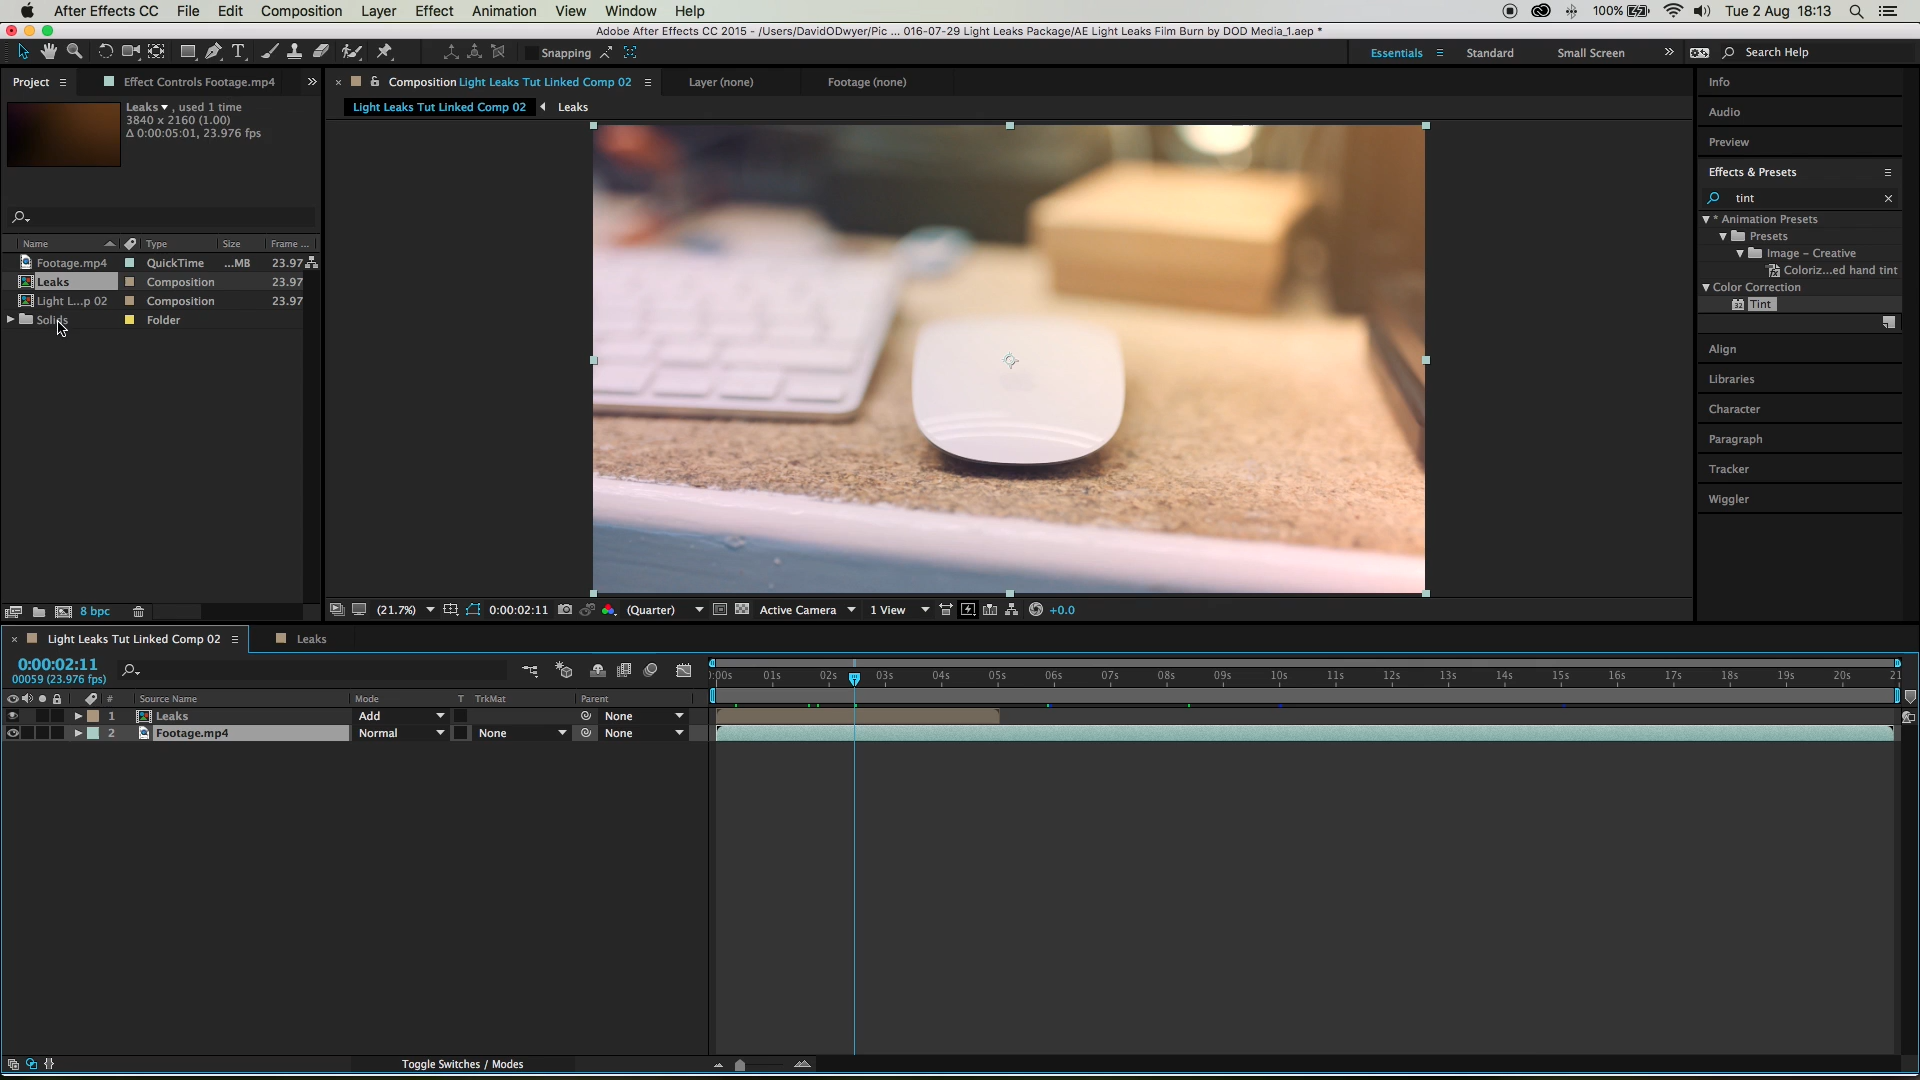 After Effects CC File Edit Composition Layer Effect Animation View Window Help 100% Tue 2 Aug 18:13
Adobe After Effects CC 2015 - /Users/DavidODwyer/Pic ... 016-07-29 Light Leaks Package/AE Light Leaks Film Burn by DOD Media_1.aep *
T Snapping Essentials Standard Small Screen » Search Help
Project Effect Controls Footage.mp4 » × Composition Light Leaks Tut Linked Comp 02 Layer (none) Footage (none)
Light Leaks Tut Linked Comp 02 Leaks
Leaks , used 1 time
3840 x 2160 (1.00)
Δ 0:00:05:01, 23.976 fps)
Name Type Size Frame ...
Footage.mp4 QuickTime ...MB 23.97
Leaks Composition 23.97
Light L...p 02 Composition 23.97
Solids Folder
8 bpc
(21.7%) 0:00:02:11 (Quarter) Active Camera 1 View +0.0
Info
Audio
Preview
Effects & Presets
tint ×
* Animation Presets
Presets
Image – Creative
Coloriz...ed hand tint
Color Correction
32 Tint
Align
Libraries
Character
Paragraph
Tracker
Wiggler
× Light Leaks Tut Linked Comp 02 Leaks
0:00:02:11
00059 (23.976 fps)
01s 02s 03s 04s 05s 06s 07s 08s 09s 10s 11s 12s 13s 14s 15s 16s 17s 18s 19s 20s 21
# Source Name Mode T TrkMat Parent
1 Leaks Add None
2 Footage.mp4 Normal None None
Toggle Switches / Modes